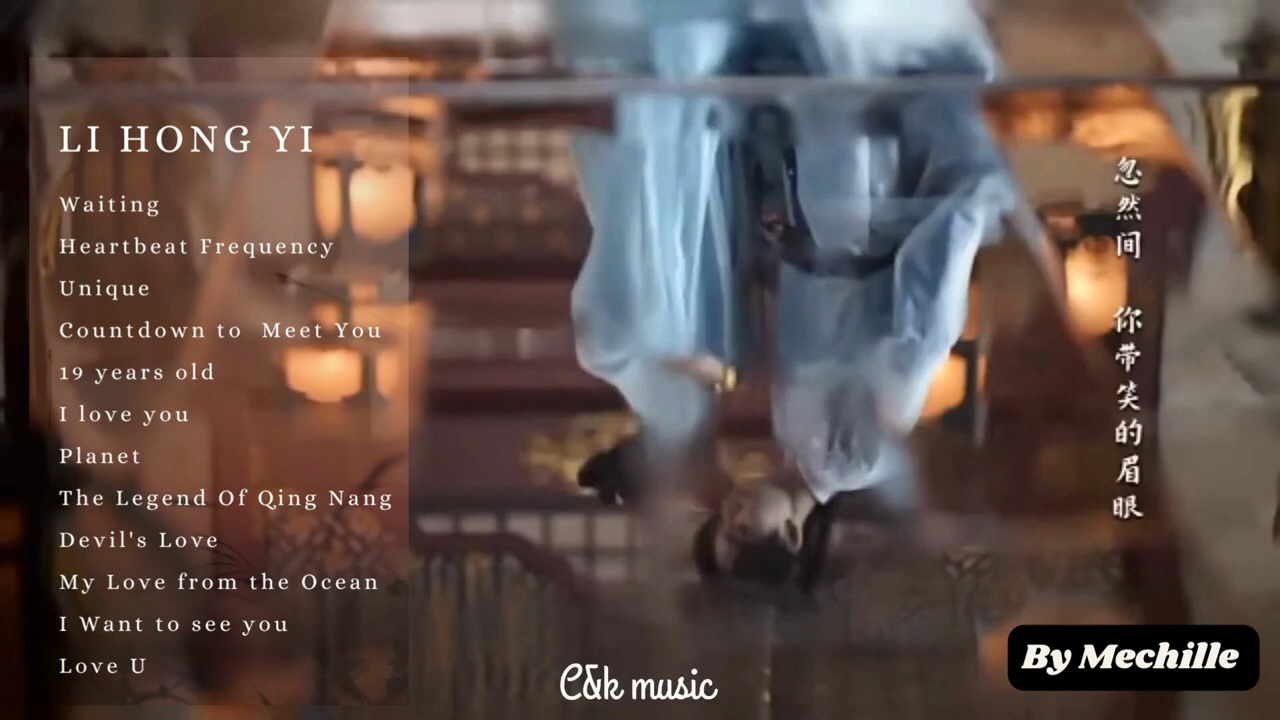 LI HONG YI
Waiting
Heartbeat Frequency
Unique
Countdown to  Meet You
19 years old
I love you
Planet
The Legend Of Qing Nang
Devil's Love
My Love from the Ocean
I Want to see you
Love U
忽然间 你带笑的眉眼
C&k music
By Mechille